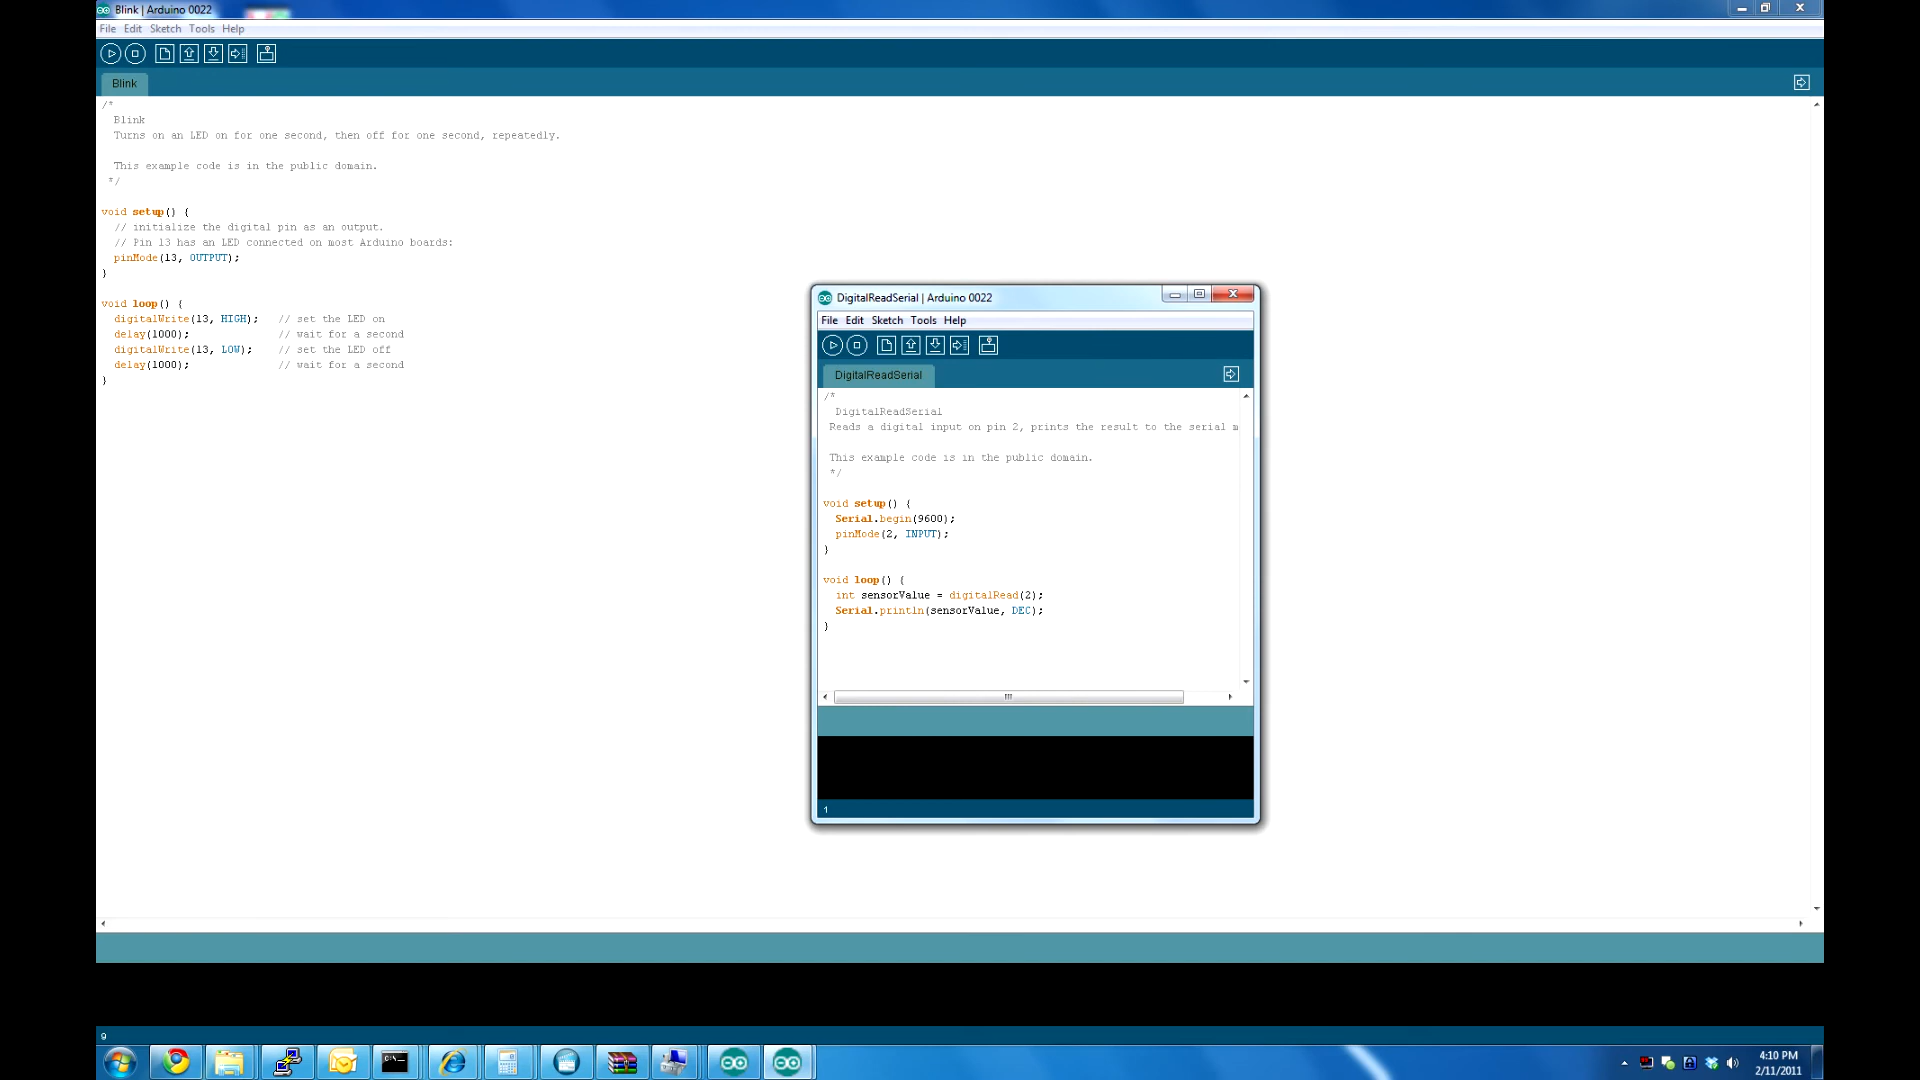 Blink | Arduino 0022
File Edit Sketch Tools Help
Blink
/*
Blink
Turns on an LED on for one second, then off for one second, repeatedly.
This example code is in the public domain.
*/
void setup() {
// initialize the digital pin as an output.
// Pin 13 has an LED connected on most Arduino boards:
pinMode(13, OUTPUT);
}
void loop() {
digitalWrite(13, HIGH); // set the LED on
delay(1000); // wait for a second
digitalWrite(13, LOW); // set the LED off
delay(1000); // wait for a second
}
DigitalReadSerial | Arduino 0022
File Edit Sketch Tools Help
DigitalReadSerial
/*
DigitalReadSerial
Reads a digital input on pin 2, prints the result to the serial m
This example code is in the public domain.
*/
void setup() {
Serial.begin(9600);
pinMode(2, INPUT);
}
void loop() {
int sensorValue = digitalRead(2);
Serial.println(sensorValue, DEC);
}
1
9
4:10 PM
2/11/2011